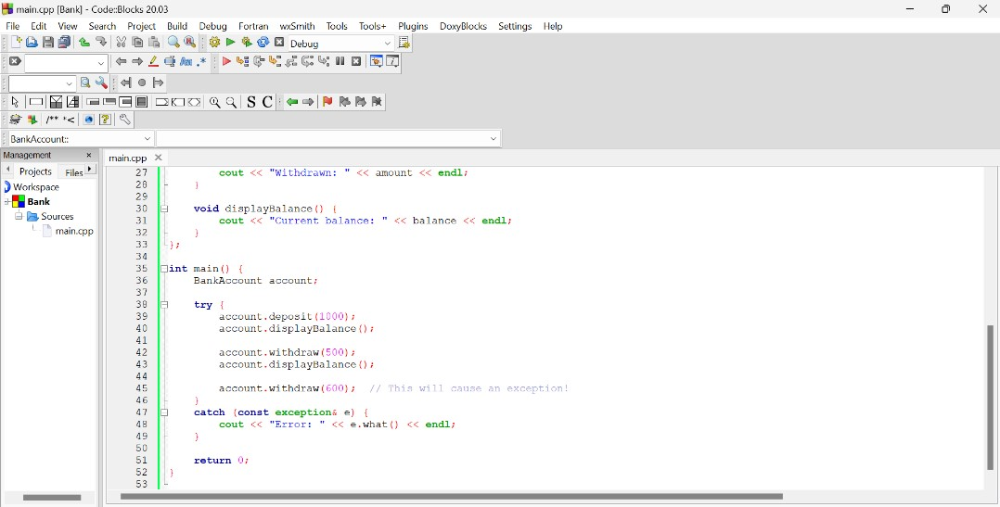 main.cpp [Bank] - Code::Blocks 20.03
File Edit View Search Project Build Debug Fortran wxSmith Tools Tools+ Plugins DoxyBlocks Settings Help
Debug
S C
/** *<
BankAccount::
Management
main.cpp
Projects Files
Workspace
Bank
Sources
main.cpp
27 cout << "Withdrawn: " << amount << endl;
28 }
29
30 void displayBalance() {
31 cout << "Current balance: " << balance << endl;
32 }
33 };
34
35 int main() {
36 BankAccount account;
37
38 try {
39 account.deposit(1000);
40 account.displayBalance();
41
42 account.withdraw(500);
43 account.displayBalance();
44
45 account.withdraw(600); // This will cause an exception!
46 }
47 catch (const exception& e) {
48 cout << "Error: " << e.what() << endl;
49 }
50
51 return 0;
52 }
53